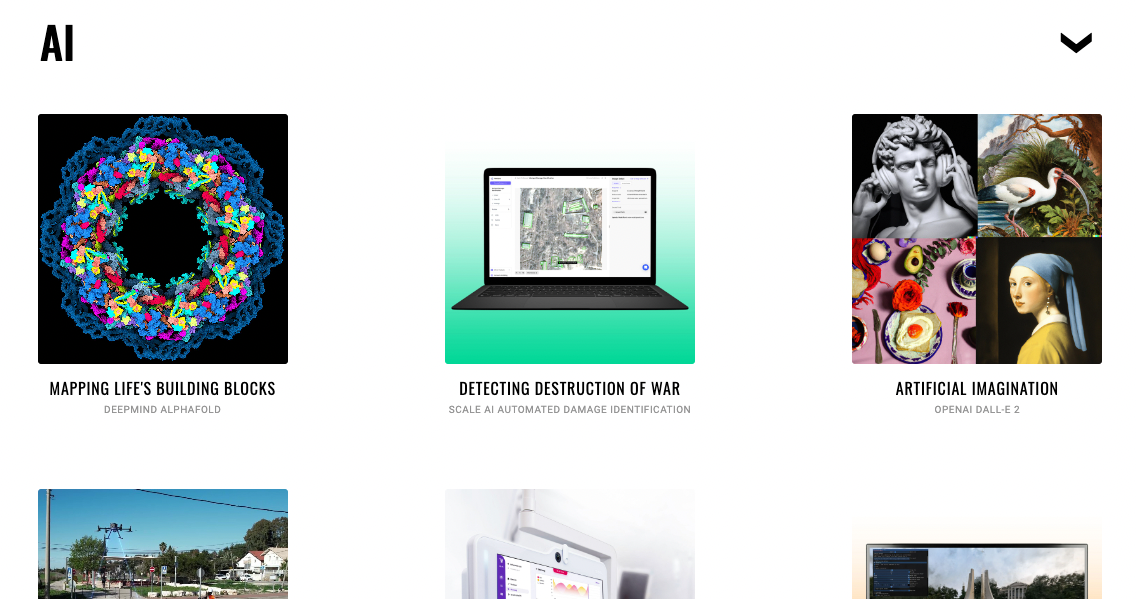 AI
MAPPING LIFE'S BUILDING BLOCKS
DEEPMIND ALPHAFOLD
DETECTING DESTRUCTION OF WAR
SCALE AI AUTOMATED DAMAGE IDENTIFICATION
ARTIFICIAL IMAGINATION
OPENAI DALL-E 2